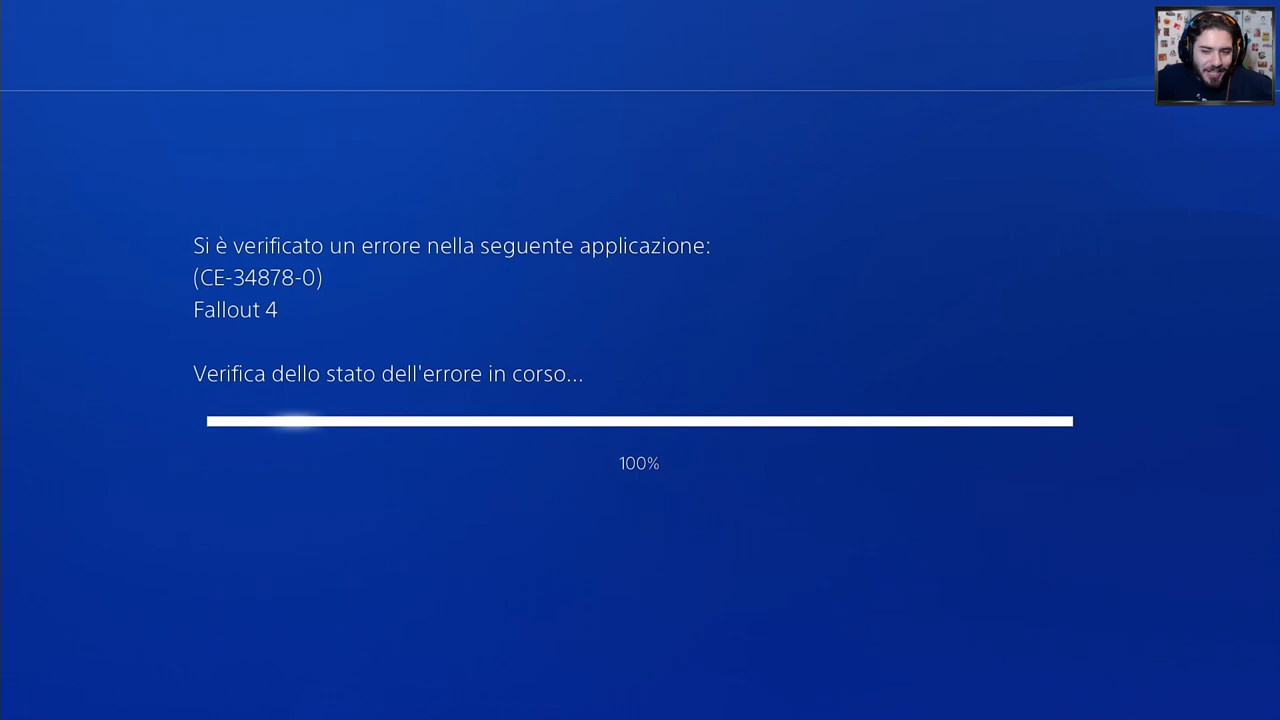 Si è verificato un errore nella seguente applicazione:
(CE-34878-0)
Fallout 4
Verifica dello stato dell'errore in corso...
100%